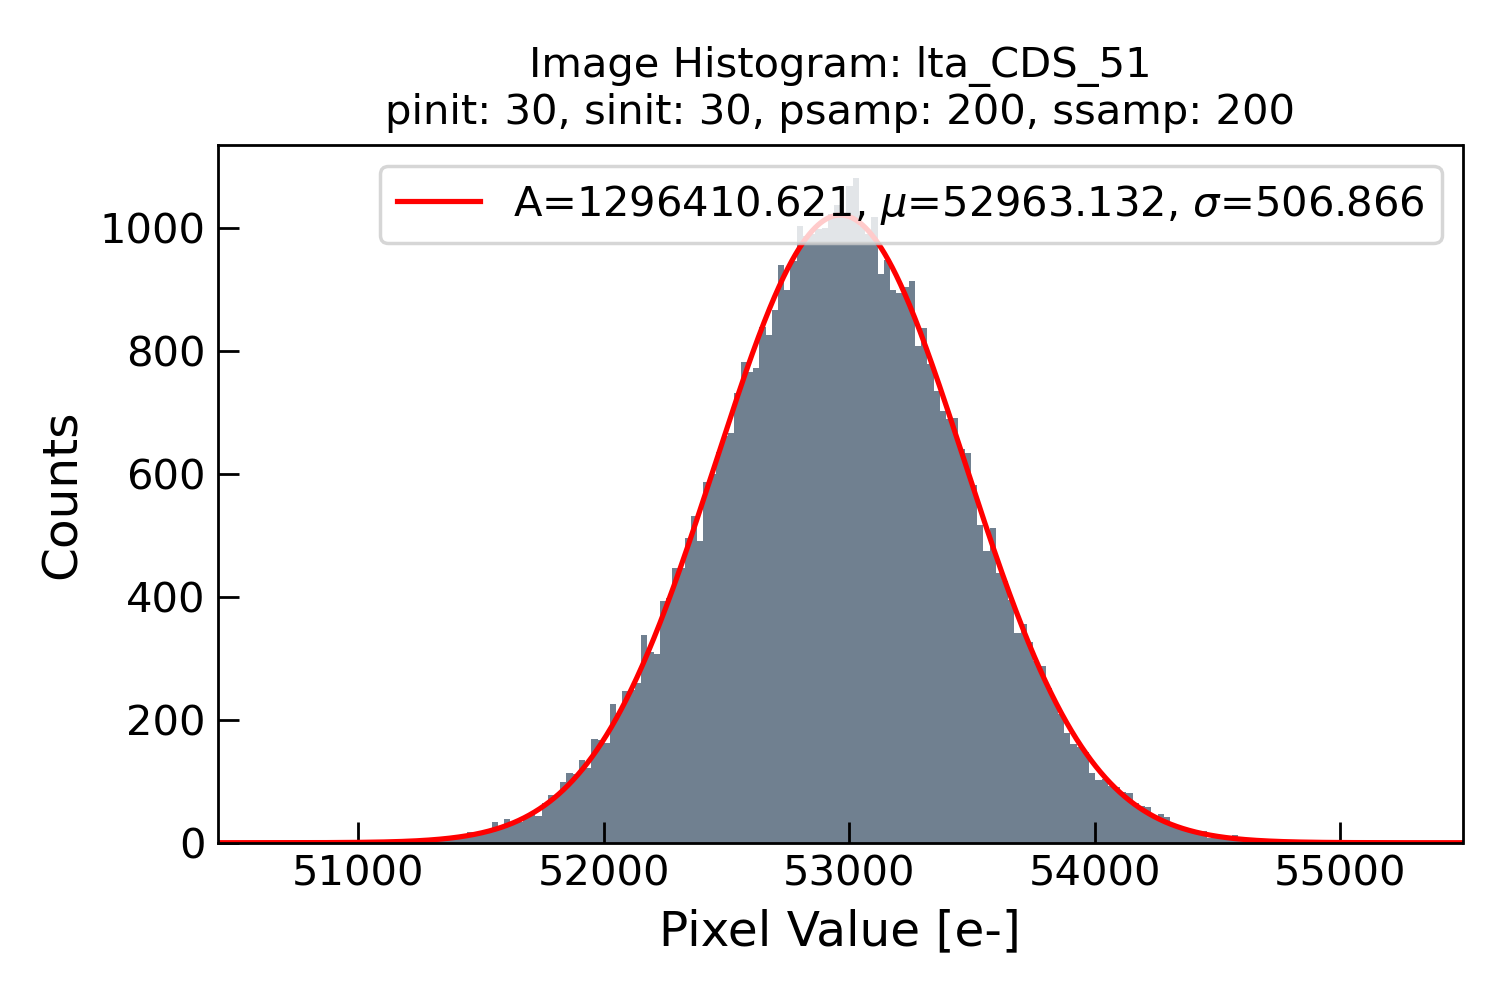 Image Histogram: lta_CDS_51
pinit: 30, sinit: 30, psamp: 200, ssamp: 200
A=1296410.621, μ=52963.132, σ=506.866
1000
800
600
400
200
0
Counts
51000 52000 53000 54000 55000
Pixel Value [e-]